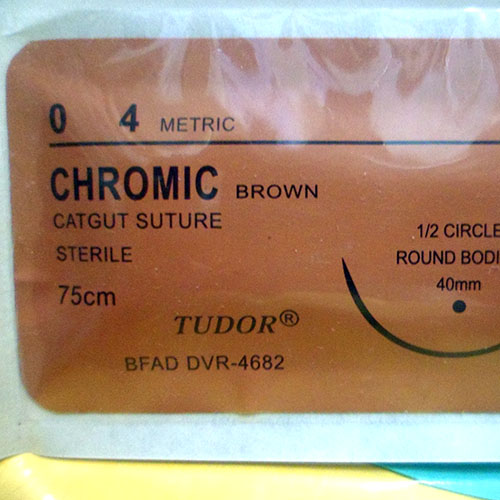 0 4 METRIC
CHROMIC BROWN
CATGUT SUTURE
STERILE
75cm
1/2 CIRCLE
ROUND BODI
40mm
TUDOR®
BFAD DVR-4682